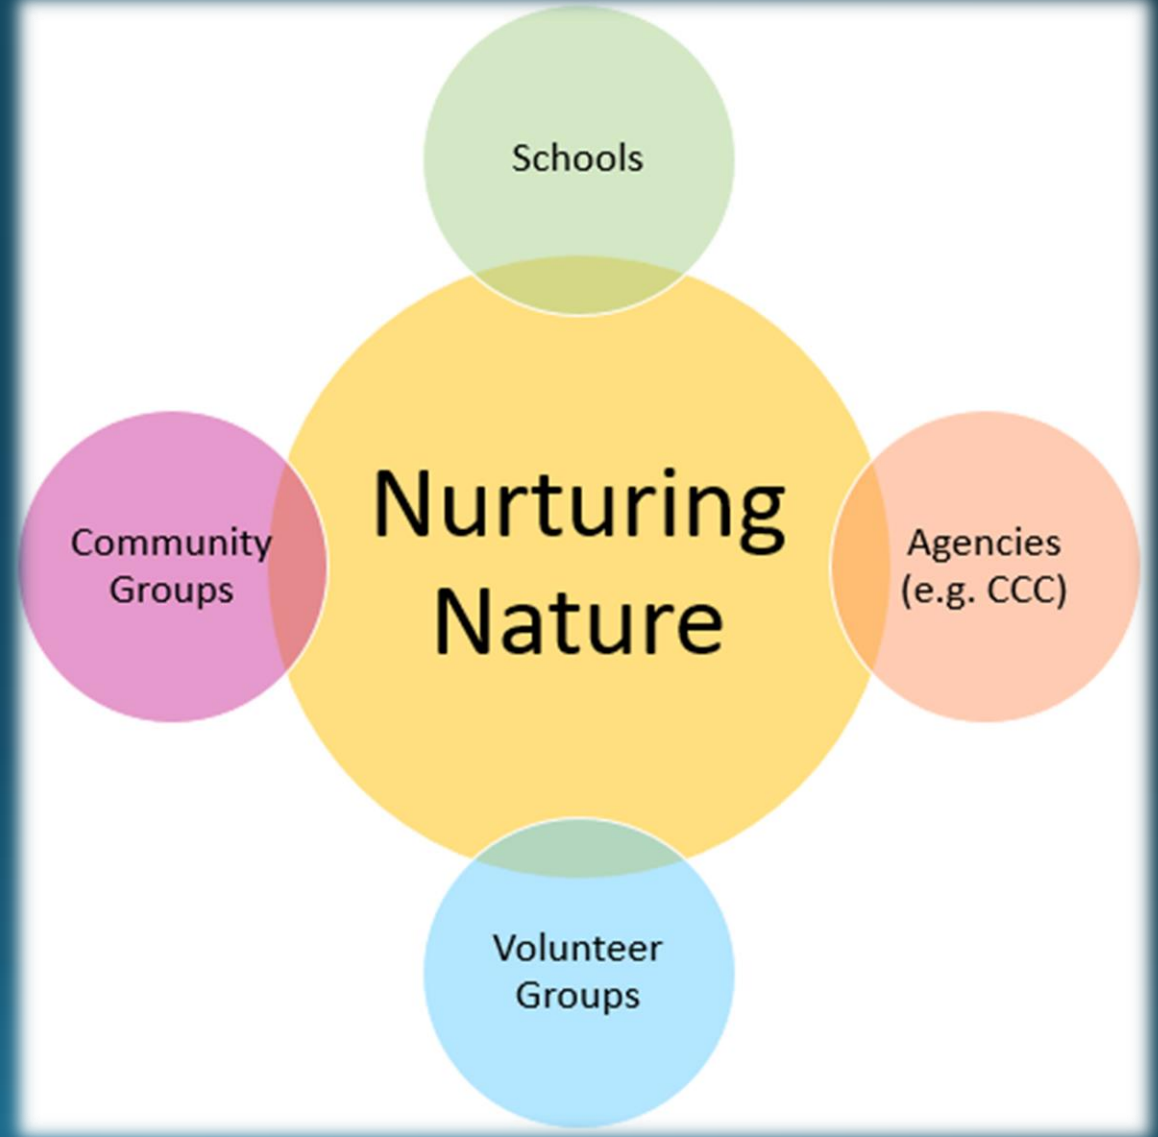 Schools
Nurturing
Nature
Community
Groups
Agencies
(e.g. CCC)
Volunteer
Groups